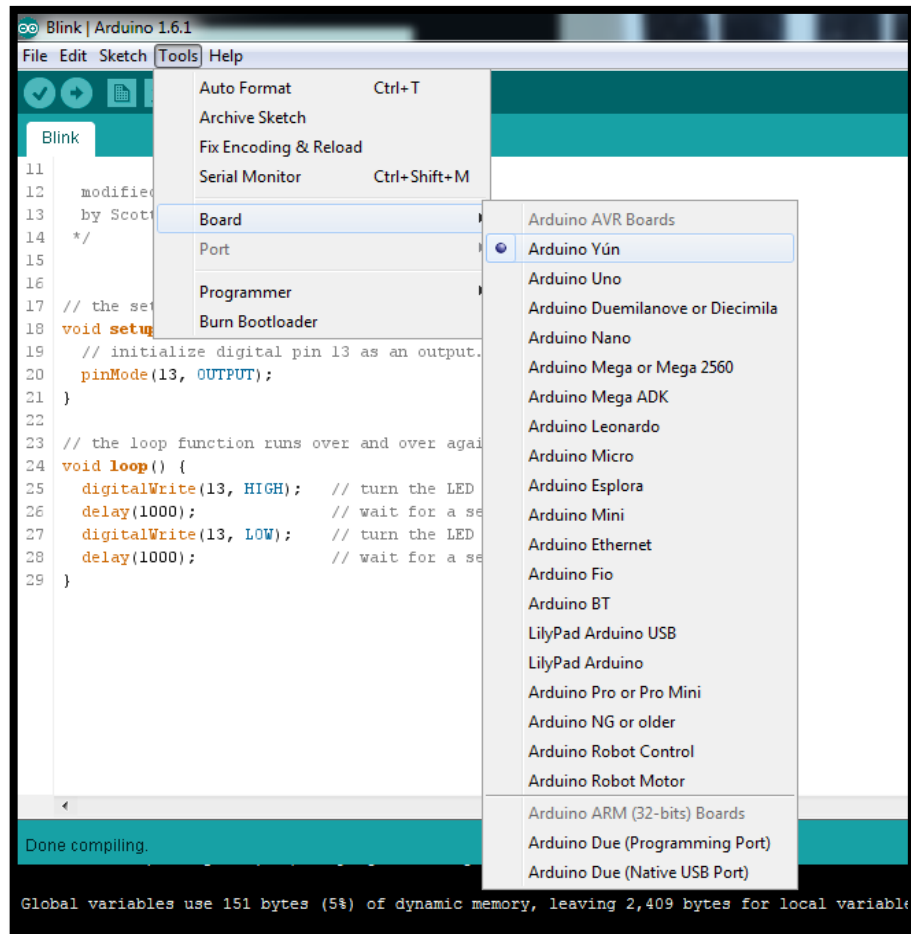 Blink | Arduino 1.6.1
File Edit Sketch Tools Help
Auto Format Ctrl+T
Archive Sketch
Fix Encoding & Reload
Serial Monitor Ctrl+Shift+M
Board
Port
Programmer
Burn Bootloader
Arduino AVR Boards
Arduino Yún
Arduino Uno
Arduino Duemilanove or Diecimila
Arduino Nano
Arduino Mega or Mega 2560
Arduino Mega ADK
Arduino Leonardo
Arduino Micro
Arduino Esplora
Arduino Mini
Arduino Ethernet
Arduino Fio
Arduino BT
LilyPad Arduino USB
LilyPad Arduino
Arduino Pro or Pro Mini
Arduino NG or older
Arduino Robot Control
Arduino Robot Motor
Arduino ARM (32-bits) Boards
Arduino Due (Programming Port)
Arduino Due (Native USB Port)
Blink
11
12 modified
13 by Scott
14 */
15
16
17 // the set
18 void setup
19 // initialize digital pin 13 as an output.
20 pinMode(13, OUTPUT);
21 }
22
23 // the loop function runs over and over agai
24 void loop() {
25 digitalWrite(13, HIGH); // turn the LED
26 delay(1000); // wait for a se
27 digitalWrite(13, LOW); // turn the LED
28 delay(1000); // wait for a se
29 }
Done compiling.
Global variables use 151 bytes (5%) of dynamic memory, leaving 2,409 bytes for local variable